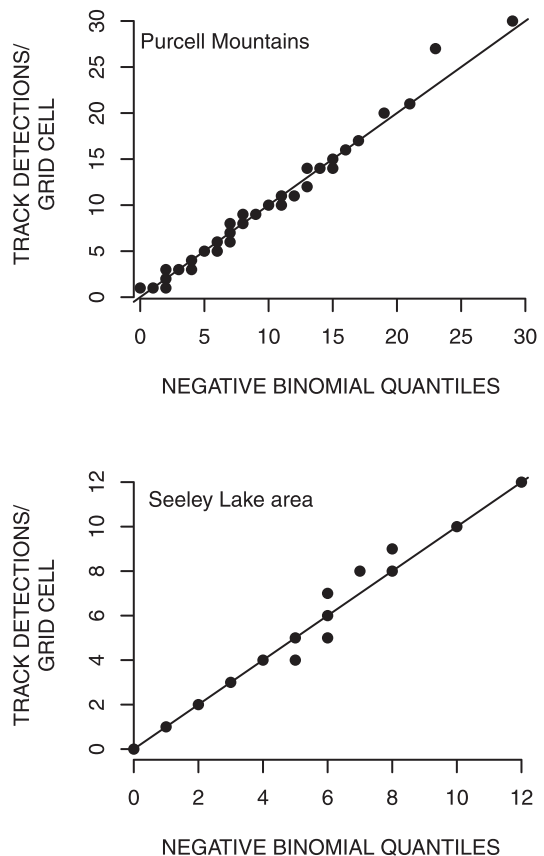 Purcell Mountains
TRACK DETECTIONS/
GRID CELL
30
20
15
10
5
0
0 5 10 15 20 25 30
NEGATIVE BINOMIAL QUANTILES
Seeley Lake area
TRACK DETECTIONS/
GRID CELL
12
10
8
6
4
2
0
0 2 4 6 8 10 12
NEGATIVE BINOMIAL QUANTILES